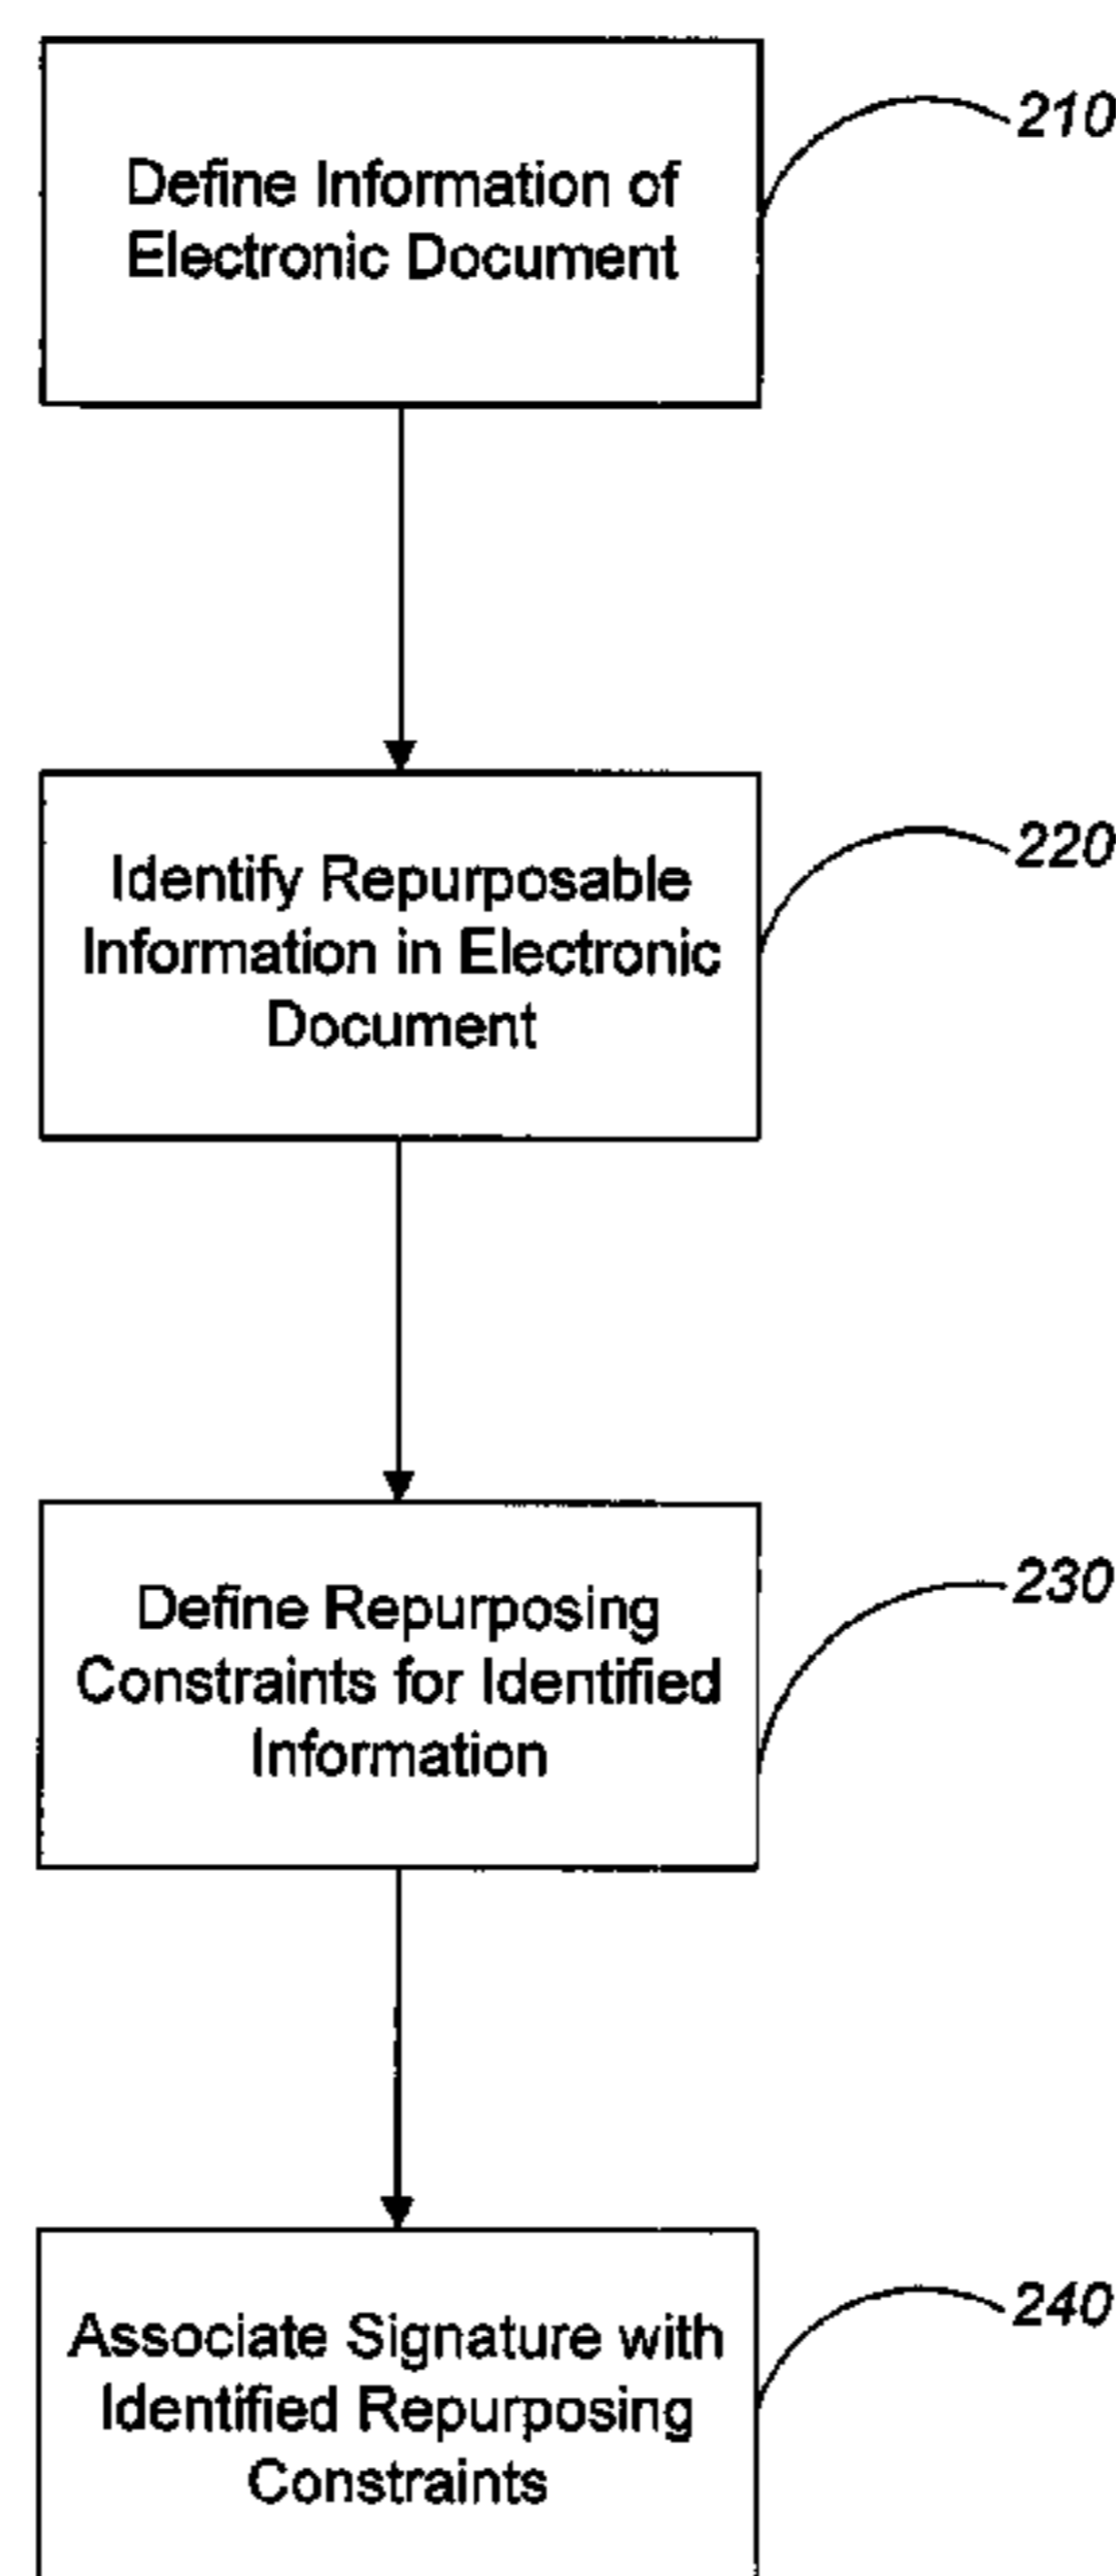 Define Information of
Electronic Document
210
Identify Repurposable
Information in Electronic
Document
220
Define Repurposing
Constraints for Identified
Information
230
Associate Signature with
Identified Repurposing
Constraints
240